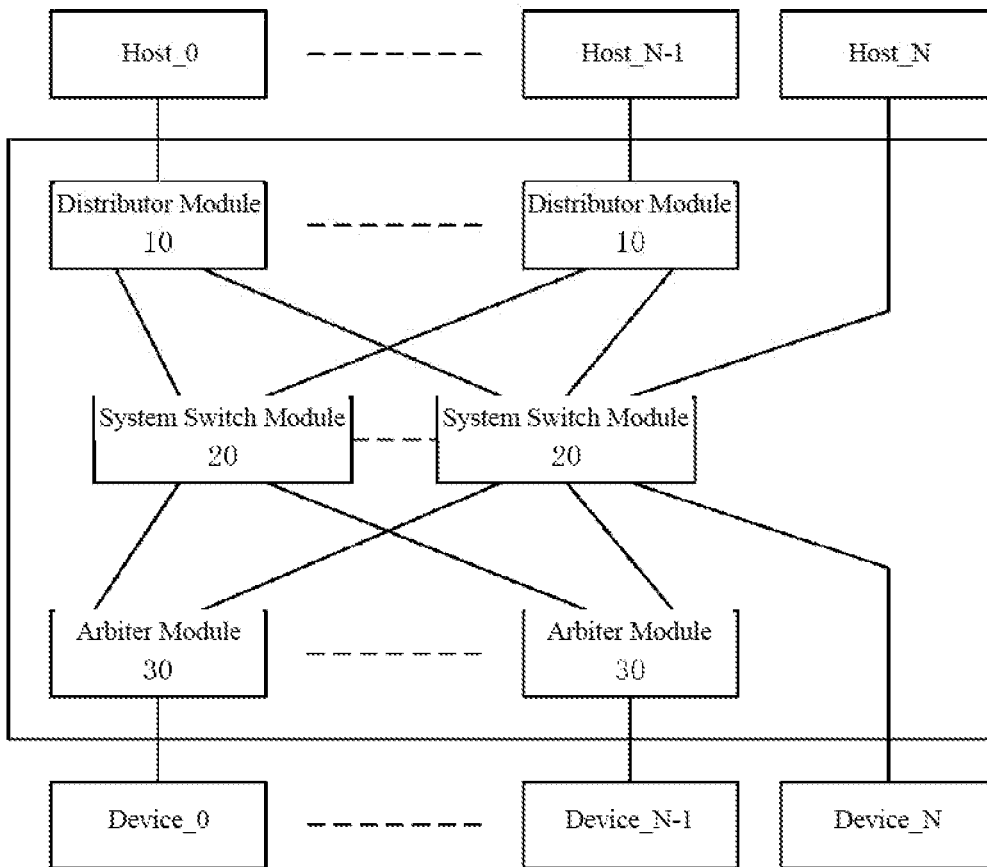 Host_0
Host_N-1
Host_N
Distributor Module
10
Distributor Module
10
System Switch Module
20
System Switch Module
20
Arbiter Module
30
Arbiter Module
30
Device_0
Device_N-1
Device_N